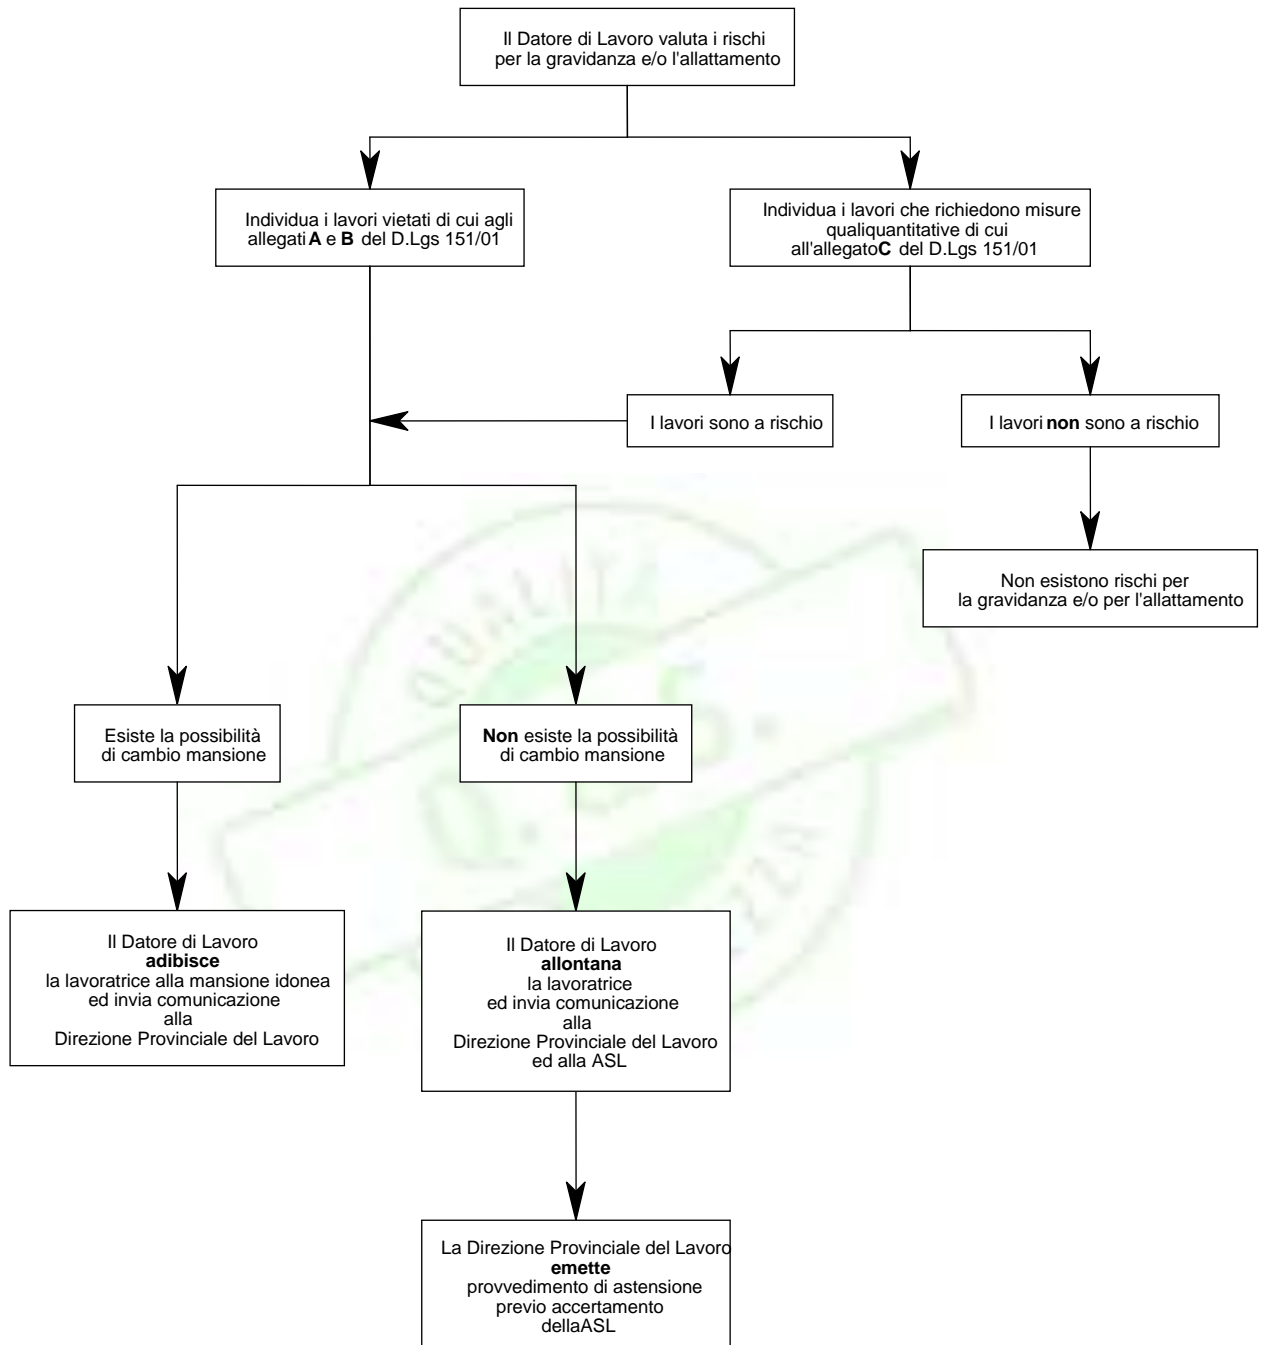 Il Datore di Lavoro valuta i rischi
per la gravidanza e/o l'allattamento
Individua i lavori vietati di cui agli
allegati A e B del D.Lgs 151/01
Individua i lavori che richiedono misure
qualiquantitative di cui
all'allegatoC del D.Lgs 151/01
I lavori sono a rischio
I lavori non sono a rischio
Non esistono rischi per
la gravidanza e/o per l'allattamento
QUALITA'
Esiste la possibilità
di cambio mansione
Non esiste la possibilità
di cambio mansione
Il Datore di Lavoro
adibisce
la lavoratrice alla mansione idonea
ed invia comunicazione
alla
Direzione Provinciale del Lavoro
Il Datore di Lavoro
allontana
la lavoratrice
ed invia comunicazione
alla
Direzione Provinciale del Lavoro
ed alla ASL
La Direzione Provinciale del Lavoro
emette
provvedimento di astensione
previo accertamento
dellaASL